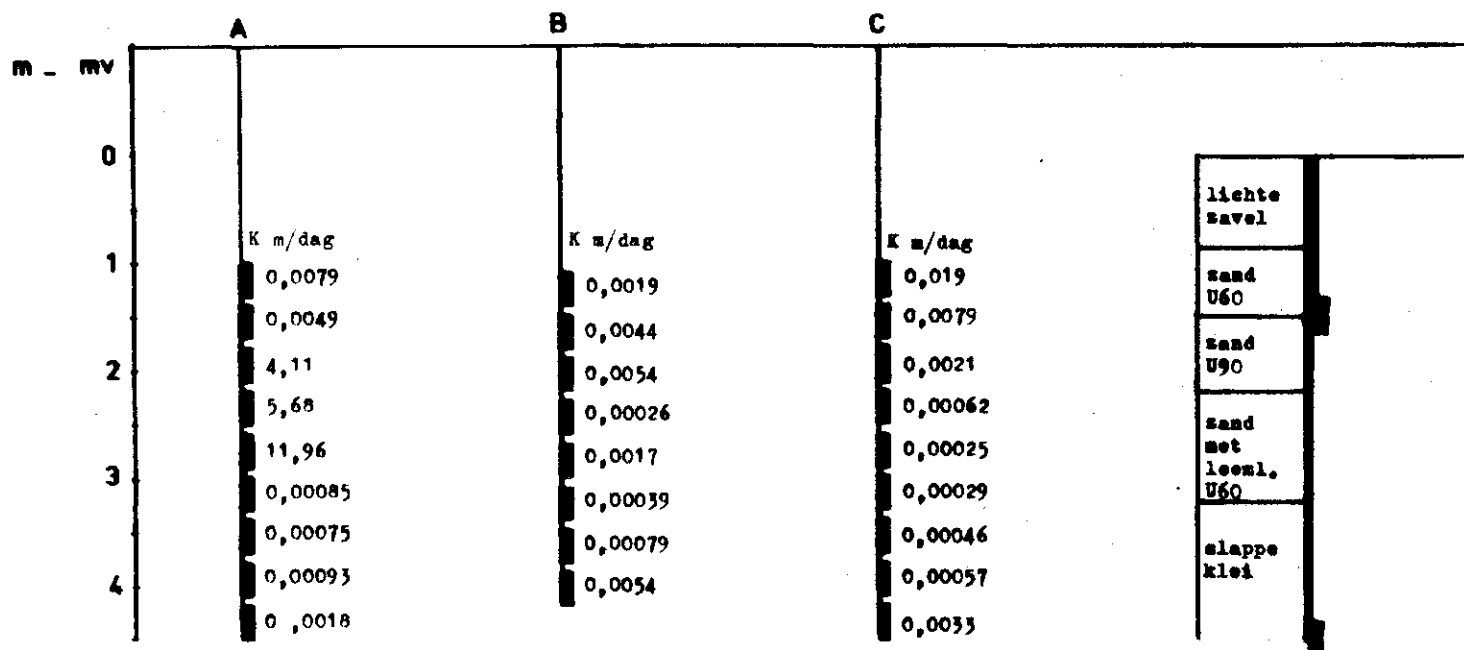 A
B
C
m - mv
0
1
2
3
4
K m/dag
0,0079
0,0049
4,11
5,68
11,96
0,00085
0,00075
0,00093
0 ,0018
K m/dag
0,0019
0,0044
0,0054
0,00026
0,0017
0,00039
0,00079
0,0054
K m/dag
0,019
0,0079
0,0021
0,00062
0,00025
0,00029
0,00046
0,00057
0,0033
lichte
zavel
zand
U60
zand
U90
zand
met
leeml.
U60
slappe
klei